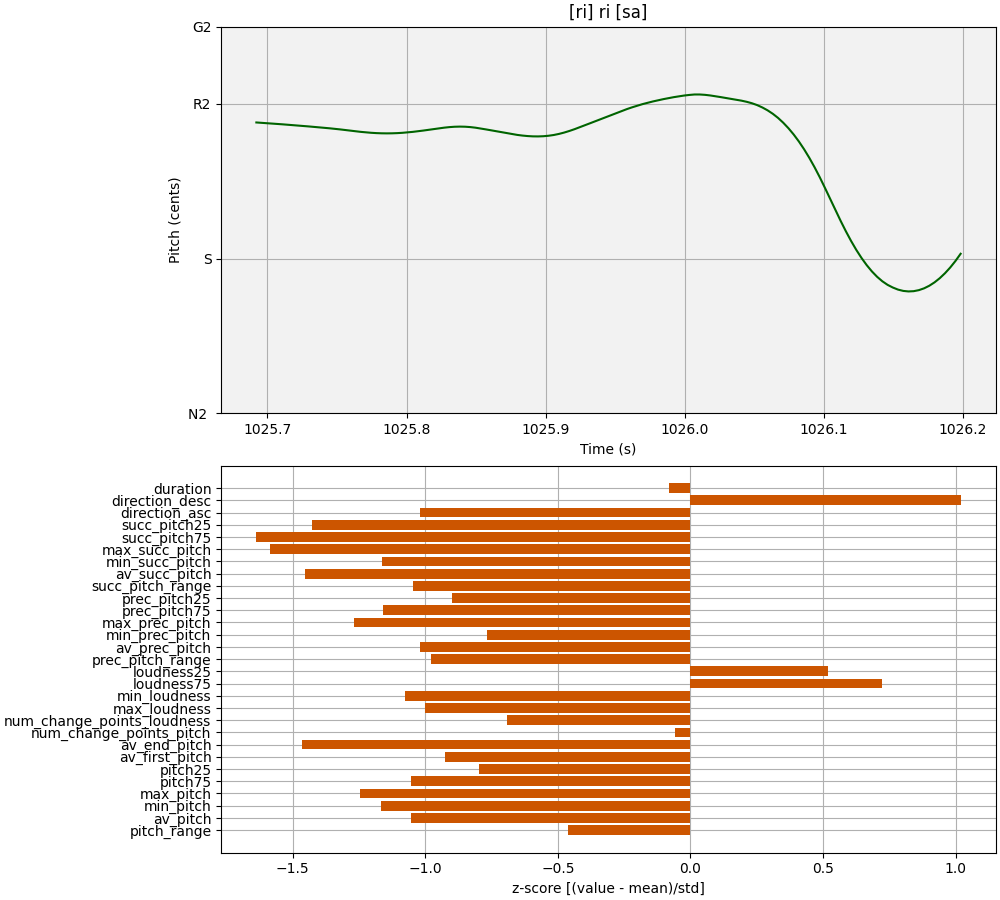 [ri] ri [sa]
G2
R2
S
N2
Pitch (cents)
1025.7 1025.8 1025.9 1026.0 1026.1 1026.2
Time (s)
duration
direction_desc
direction_asc
succ_pitch25
succ_pitch75
max_succ_pitch
min_succ_pitch
av_succ_pitch
succ_pitch_range
prec_pitch25
prec_pitch75
max_prec_pitch
min_prec_pitch
av_prec_pitch
prec_pitch_range
loudness25
loudness75
min_loudness
max_loudness
num_change_points_loudness
num_change_points_pitch
av_end_pitch
av_first_pitch
pitch25
pitch75
max_pitch
min_pitch
av_pitch
pitch_range
−1.5 −1.0 −0.5 0.0 0.5 1.0
z-score [(value - mean)/std]